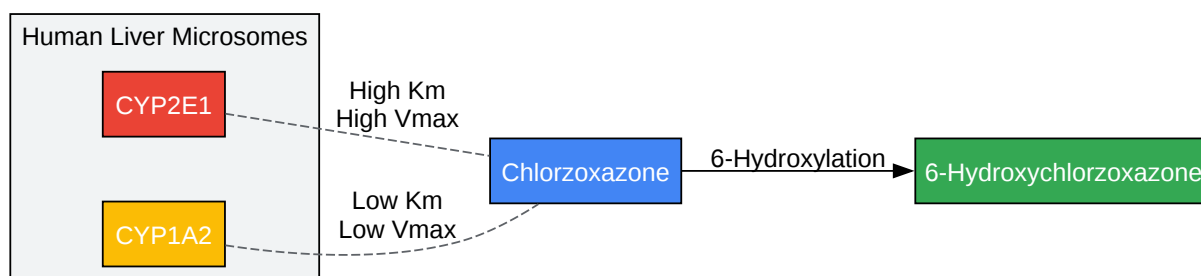 Human Liver Microsomes
CYP2E1
High Km
High Vmax
Chlorzoxazone
6-Hydroxylation
6-Hydroxychlorzoxazone
Low Km
Low Vmax
CYP1A2